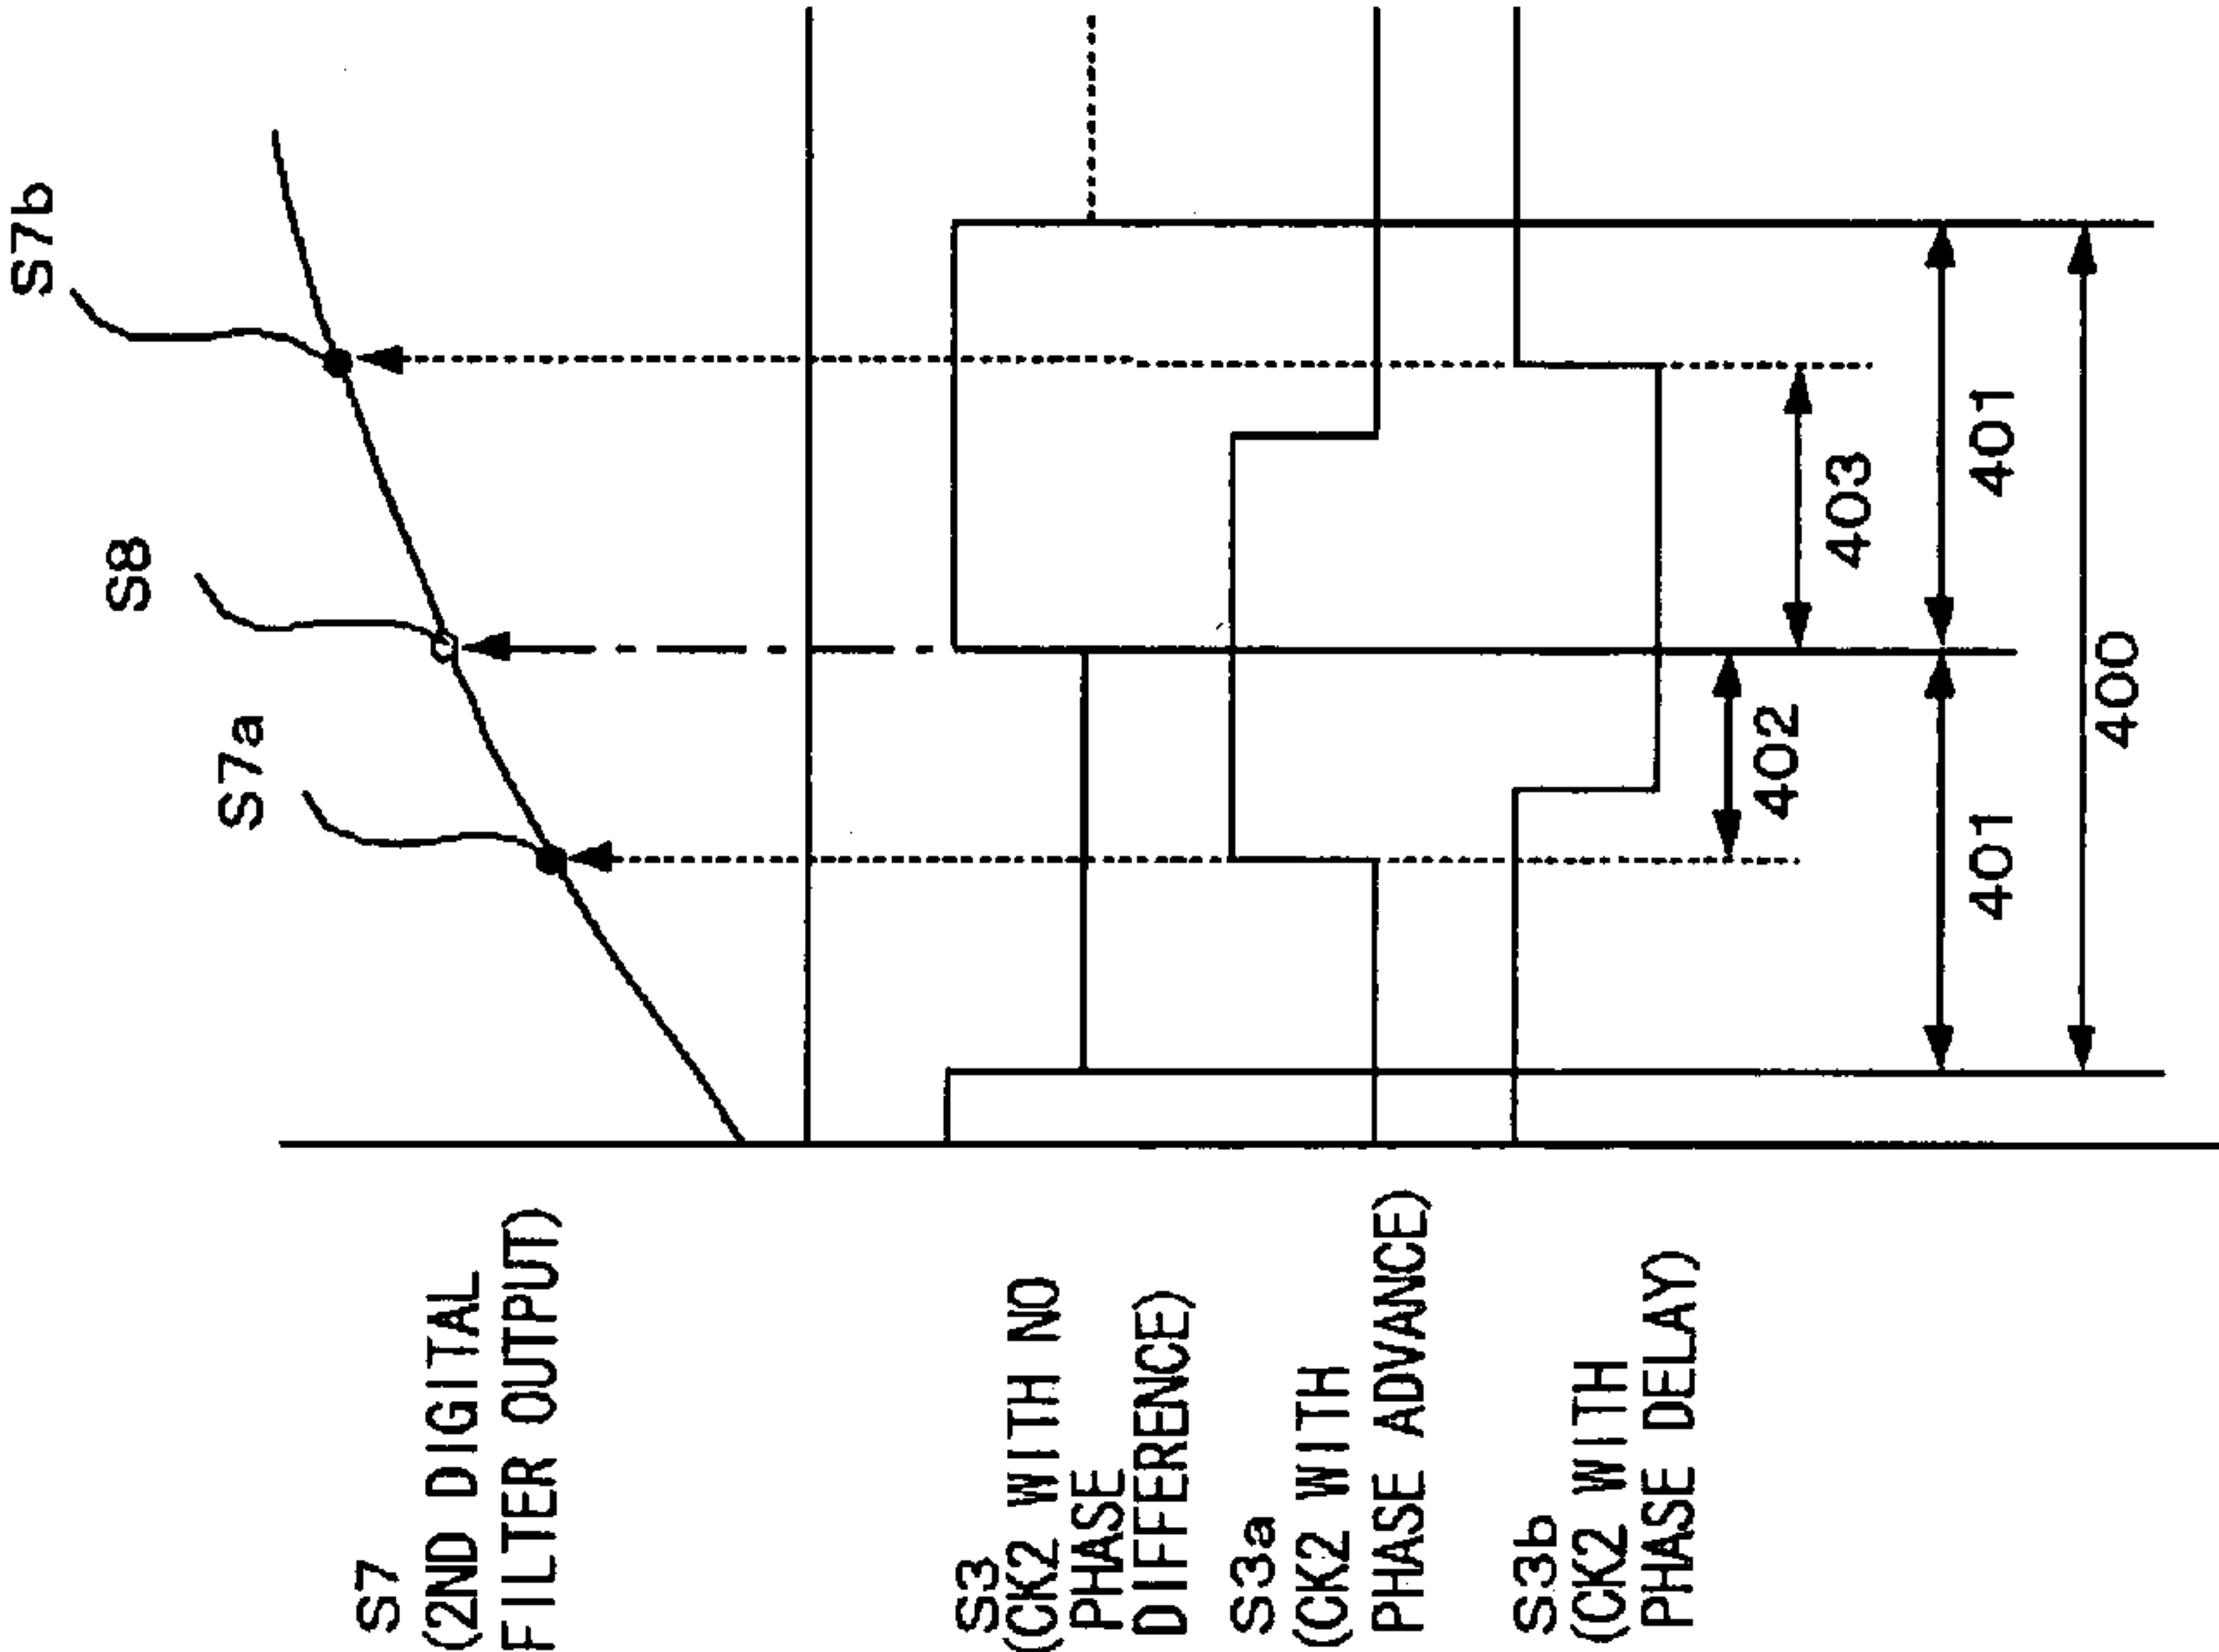 S7
(2ND DIGITAL
FILTER OUTPUT)
S3
(CK2 WITH NO
PHASE
DIFFERENCE)
S3a
(CK2 WITH
PHASE ADVANCE)
S3b
(CK2 WITH
PHASE DELAY)
S7a
S8
S7b
402
403
401
401
400